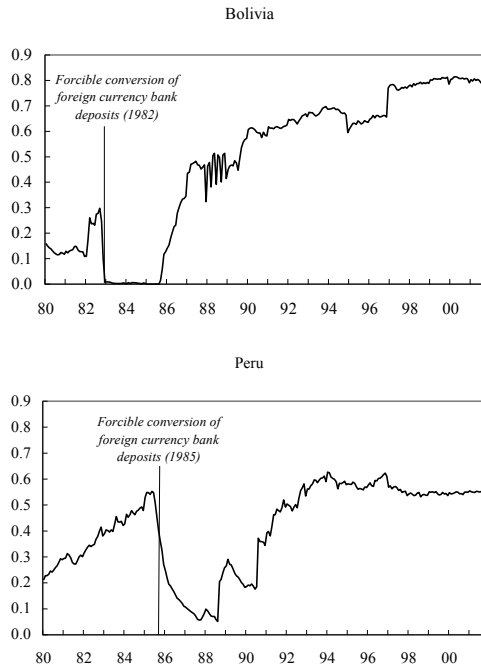 Bolivia
0.9
0.8
0.7
0.6
0.5
0.4
0.3
0.2
0.1
0.0
Forcible conversion of
foreign currency bank
deposits (1982)
80 82 84 86 88 90 92 94 96 98 00
Peru
0.9
0.8
0.7
0.6
0.5
0.4
0.3
0.2
0.1
0.0
Forcible conversion of
foreign currency bank
deposits (1985)
80 82 84 86 88 90 92 94 96 98 00